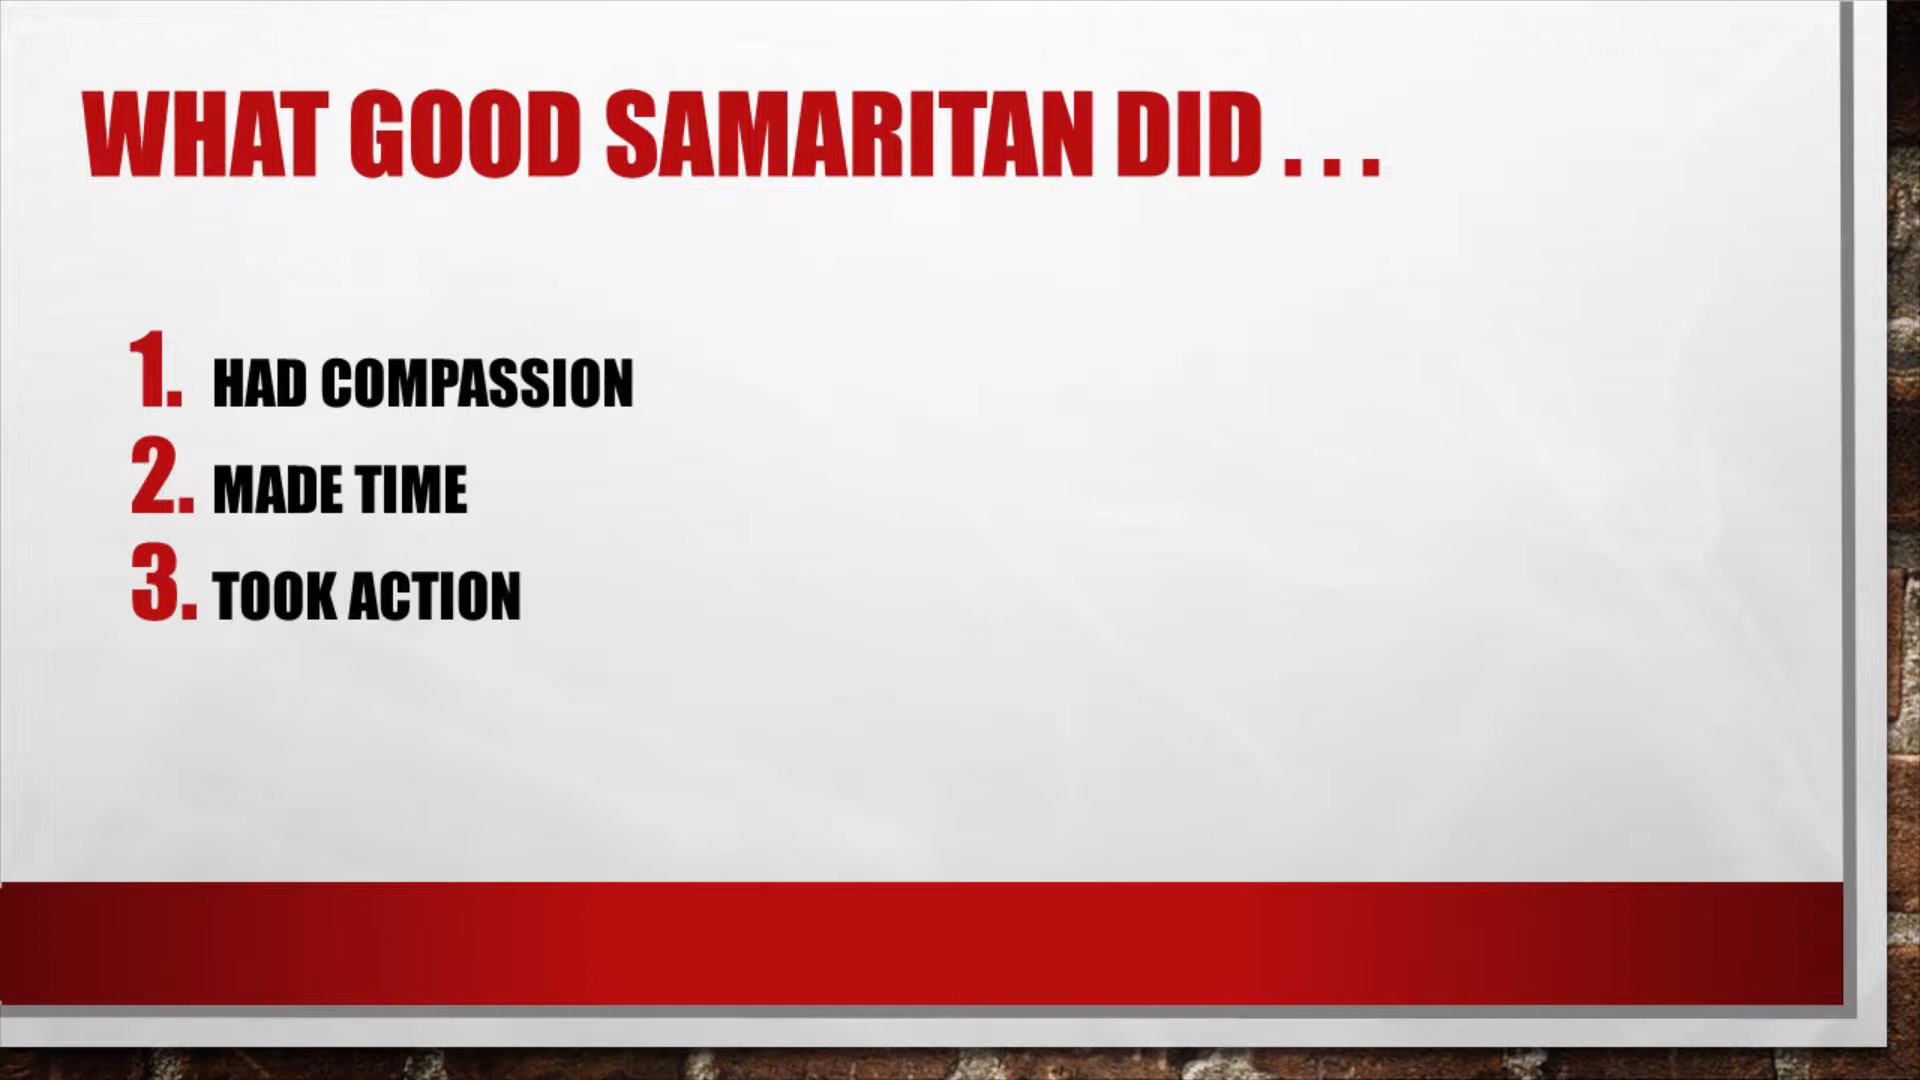 WHAT GOOD SAMARITAN DID . . .
1. HAD COMPASSION
2. MADE TIME
3. TOOK ACTION